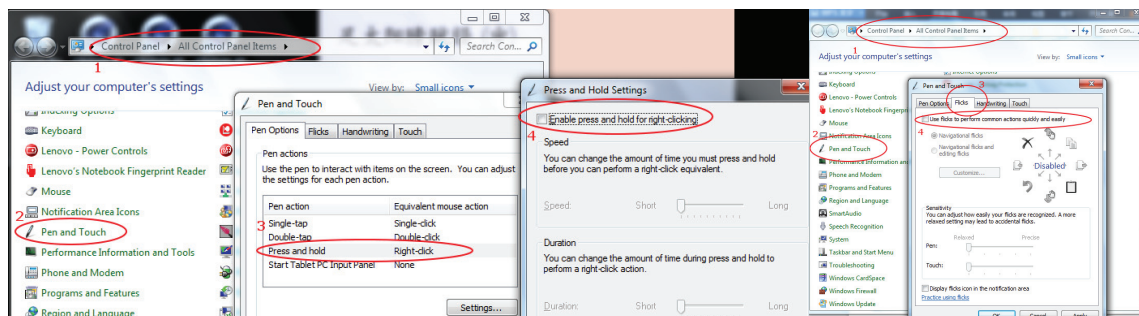 Control Panel ▸ All Control Panel Items ▸
Search Con...
1
Adjust your computer's settings
View by: Small icons ▼
Indexing Options
Keyboard
Lenovo - Power Controls
Lenovo's Notebook Fingerprint Reader
Mouse
Notification Area Icons
2
Pen and Touch
Performance Information and Tools
Phone and Modem
Programs and Features
Region and Language
Pen and Touch
Pen Options Flicks Handwriting Touch
Pen actions
Use the pen to interact with items on the screen. You can adjust
the settings for each pen action.
Pen action Equivalent mouse action
Single-tap Single-click
3
Double-tap Double-click
Press and hold Right-click
Start Tablet PC Input Panel None
Settings...
Press and Hold Settings
Enable press and hold for right-clicking
4
Speed
You can change the amount of time you must press and hold
before you can perform a right-click equivalent.
Speed: Short Long
Duration
You can change the amount of time during press and hold to
perform a right-click action.
Duration: Short Long
Control Panel ▸ All Control Panel Items ▸
1
Adjust your computer's settings
View by: Small icons ▼
Keyboard
Lenovo - Power Controls
Lenovo's Notebook Fingerprint
Mouse
2
Notification Area Icons
Pen and Touch
Performance Information and
Phone and Modem
Programs and Features
Region and Language
SmartAudio
Speech Recognition
System
Taskbar and Start Menu
Troubleshooting
Windows CardSpace
Windows Firewall
Windows Update
Pen and Touch
3
Pen Options Flicks Handwriting Touch
Use flicks to perform common actions quickly and easily
4
Navigational flicks
Navigational flicks and
editing flicks
Customize...
Disabled
Sensitivity
You can adjust how easily your flicks are recognized. A more
relaxed setting may lead to accidental flicks.
Relaxed Precise
Pen:
Touch:
Display flicks icon in the notification area
Practice using flicks
OK Cancel Apply